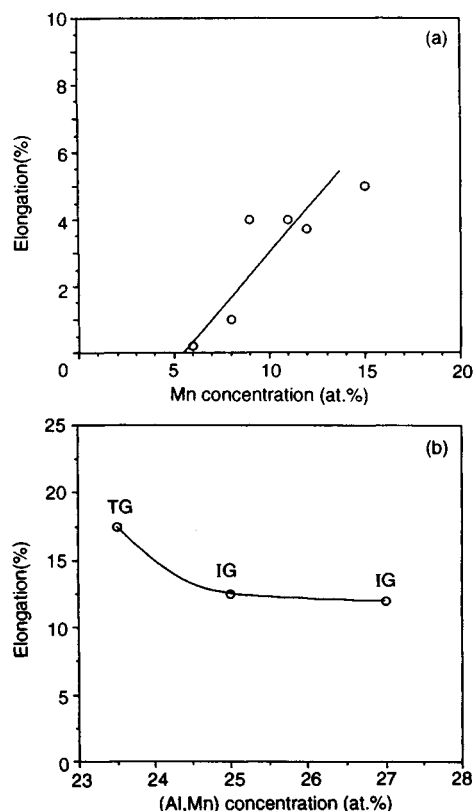 (a)
10
8
6
4
2
0
Elongation(%)
5 10 15 20
Mn concentration (at.%)
(b)
25
20
15
10
5
0
Elongation(%)
TG
IG
IG
23 24 25 26 27 28
(Al,Mn) concentration (at.%)